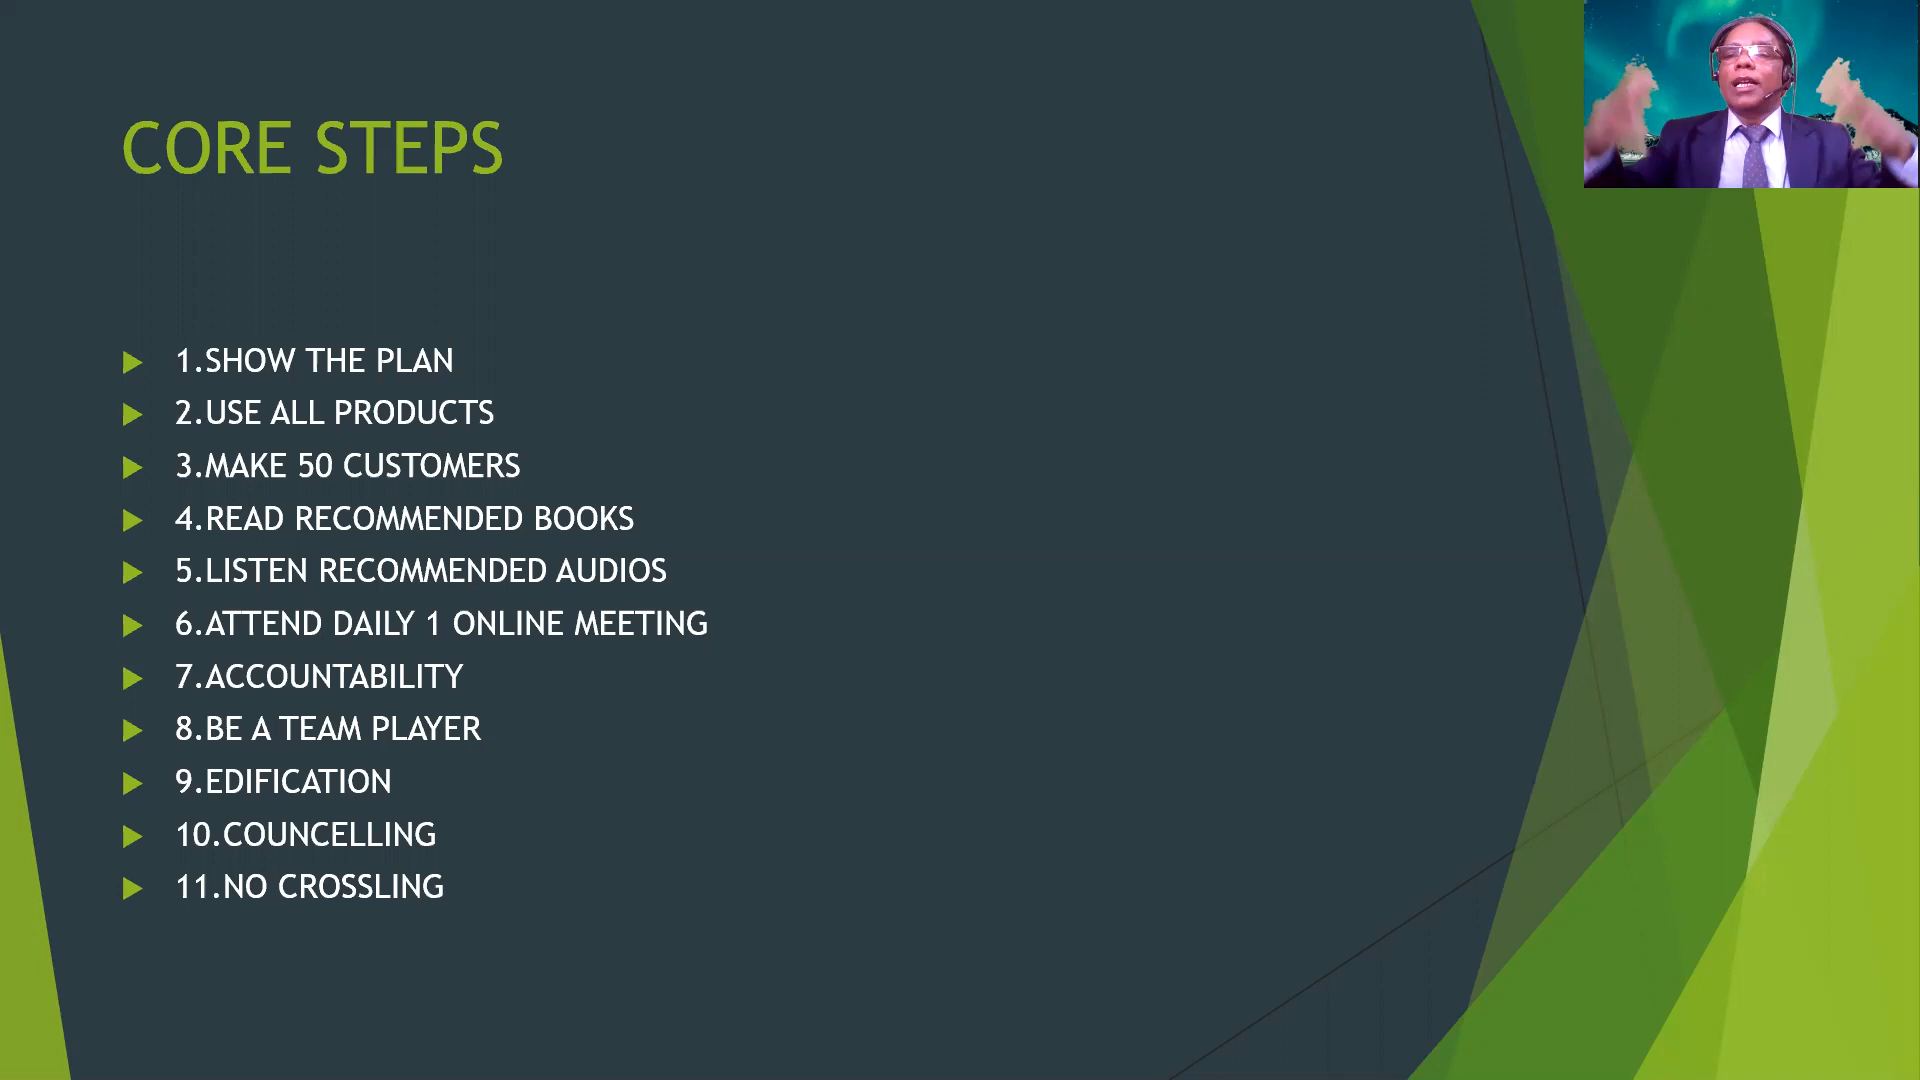 CORE STEPS
1.SHOW THE PLAN
2.USE ALL PRODUCTS
3.MAKE 50 CUSTOMERS
4.READ RECOMMENDED BOOKS
5.LISTEN RECOMMENDED AUDIOS
6.ATTEND DAILY 1 ONLINE MEETING
7.ACCOUNTABILITY
8.BE A TEAM PLAYER
9.EDIFICATION
10.COUNCELLING
11.NO CROSSLING